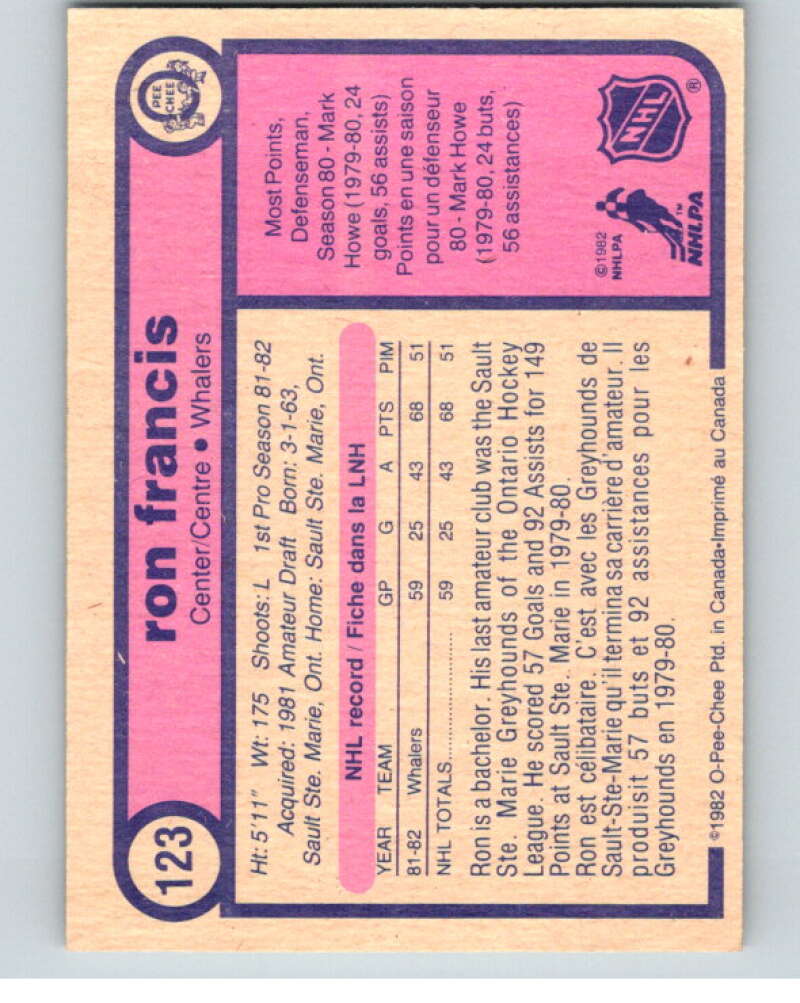 123
ron francis
Center/Centre • Whalers
PEE
CHEE
Ht: 5'11" Wt: 175 Shoots: L 1st Pro Season 81-82
Acquired: 1981 Amateur Draft Born: 3-1-63,
Sault Ste. Marie, Ont. Home: Sault Ste. Marie, Ont.
NHL record / Fiche dans la LNH
YEAR TEAM GP G A PTS PIM
81-82 Whalers 59 25 43 68 51
NHL TOTALS 59 25 43 68 51
Ron is a bachelor. His last amateur club was the Sault
Ste. Marie Greyhounds of the Ontario Hockey
League. He scored 57 Goals and 92 Assists for 149
Points at Sault Ste. Marie in 1979-80.
Ron est célibataire. C'est avec les Greyhounds de
Sault-Ste-Marie qu'il termina sa carrière d'amateur. Il
produisit 57 buts et 92 assistances pour les
Greyhounds en 1979-80.
Most Points,
Defenseman,
Season 80 - Mark
Howe (1979-80, 24
goals, 56 assists)
Points en une saison
pour un défenseur
80 - Mark Howe
(1979-80, 24 buts,
56 assistances)
©1982
NHLPA
NHLPA™
NHL®
©1982 O-Pee-Chee Ptd. in Canada•Imprimé au Canada